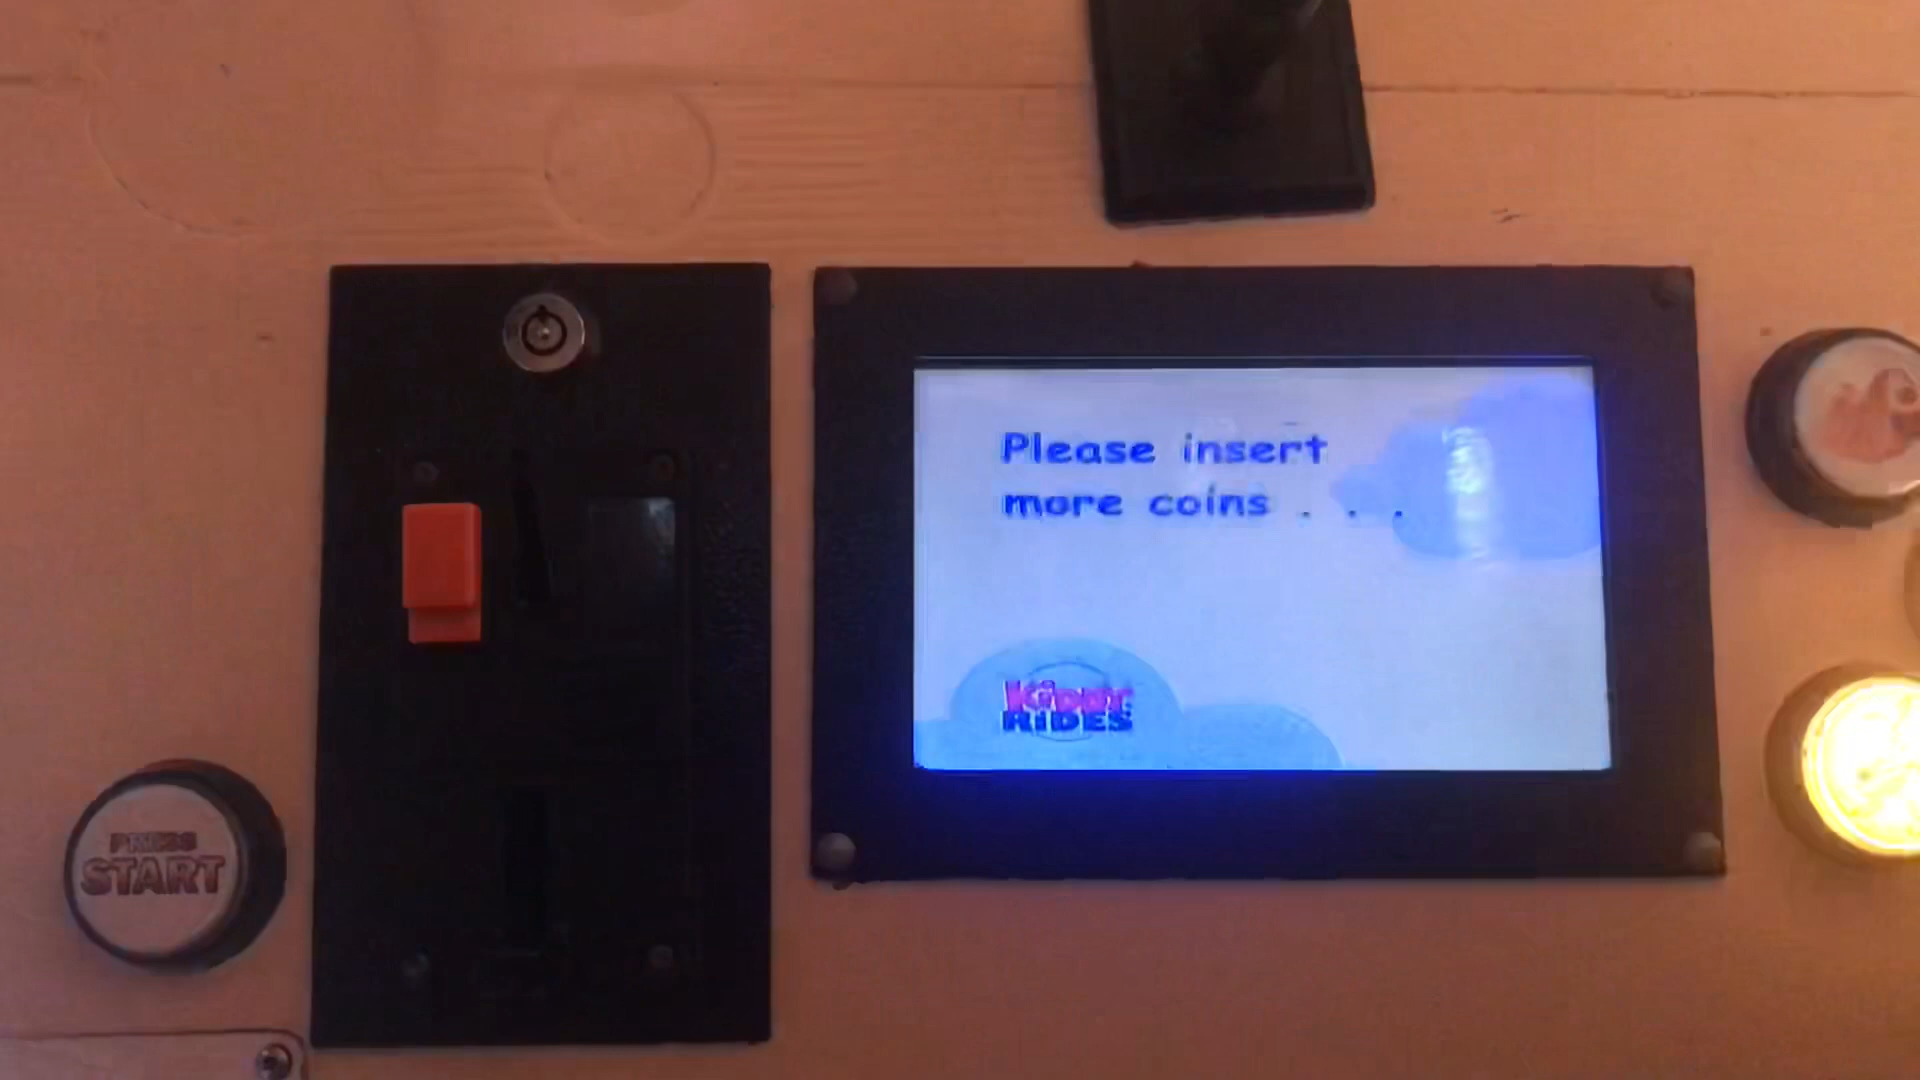 Please insert
more coins . . .
KiDDY
RiDES
PRESS
START